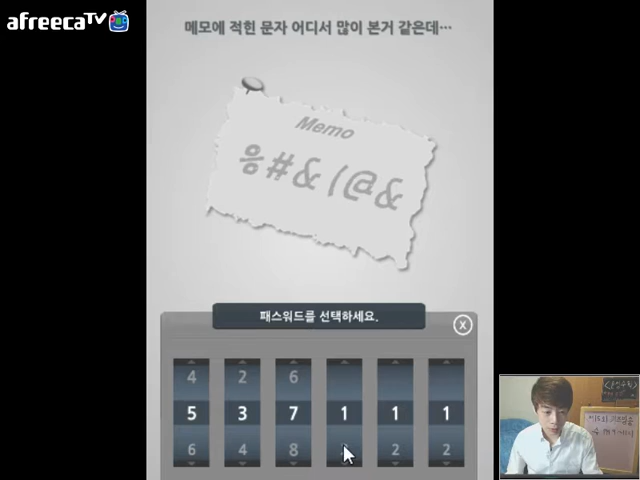 afreecaTV
메모에 적힌 문자 어디서 많이 본거 같은데…
Memo
응#&(@&
패스워드를 선택하세요.
X
4 2 6
5 3 7 1 1 1
6 4 8 2 2